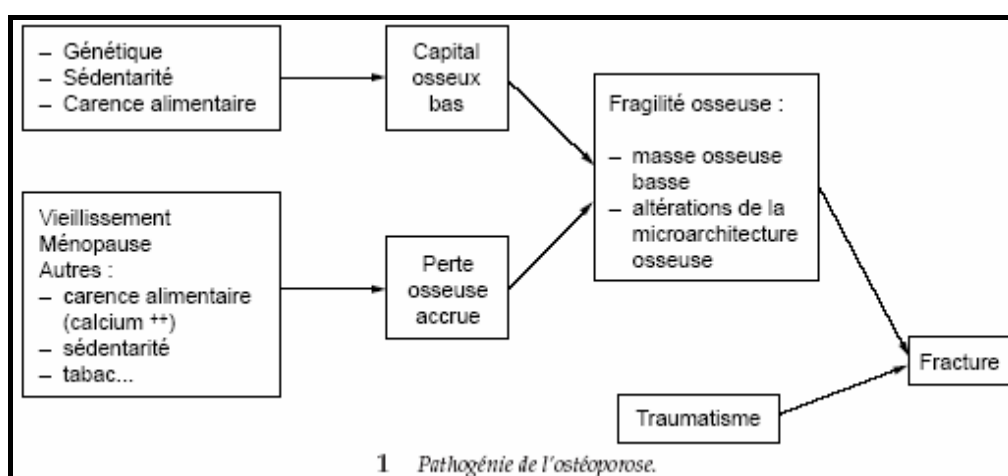 – Génétique
– Sédentarité
– Carence alimentaire
Capital
osseux
bas
Vieillissement
Ménopause
Autres :
– carence alimentaire
(calcium ++)
– sédentarité
– tabac...
Perte
osseuse
accrue
Fragilité osseuse :
– masse osseuse
basse
– altérations de la
microarchitecture
osseuse
Traumatisme
Fracture
1 Pathogénie de l'ostéoporose.